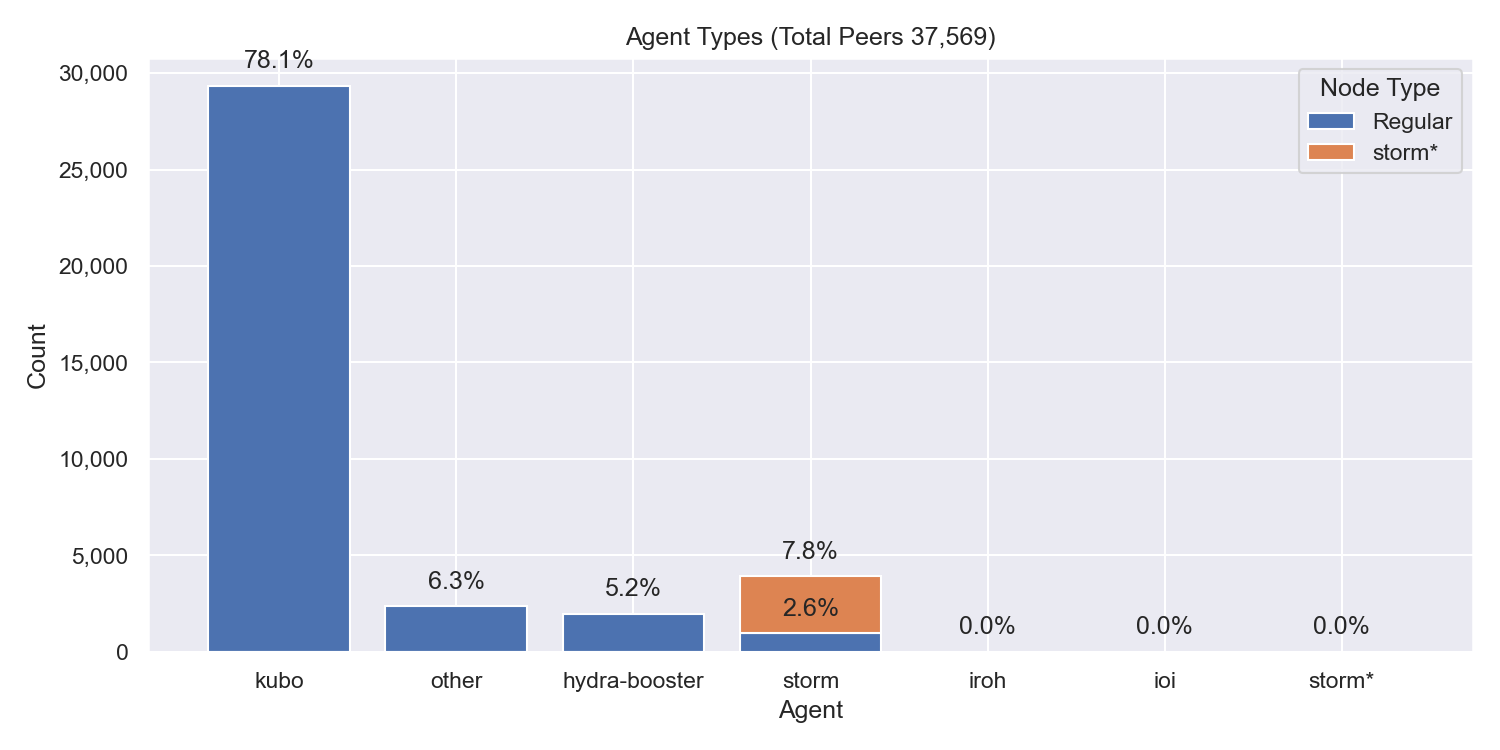 Agent Types (Total Peers 37,569)
78.1%
30,000
25,000
20,000
15,000
10,000
5,000
0
Count
6.3%
5.2%
7.8%
2.6%
0.0%
0.0%
0.0%
Node Type
Regular
storm*
kubo other hydra-booster storm iroh ioi storm*
Agent